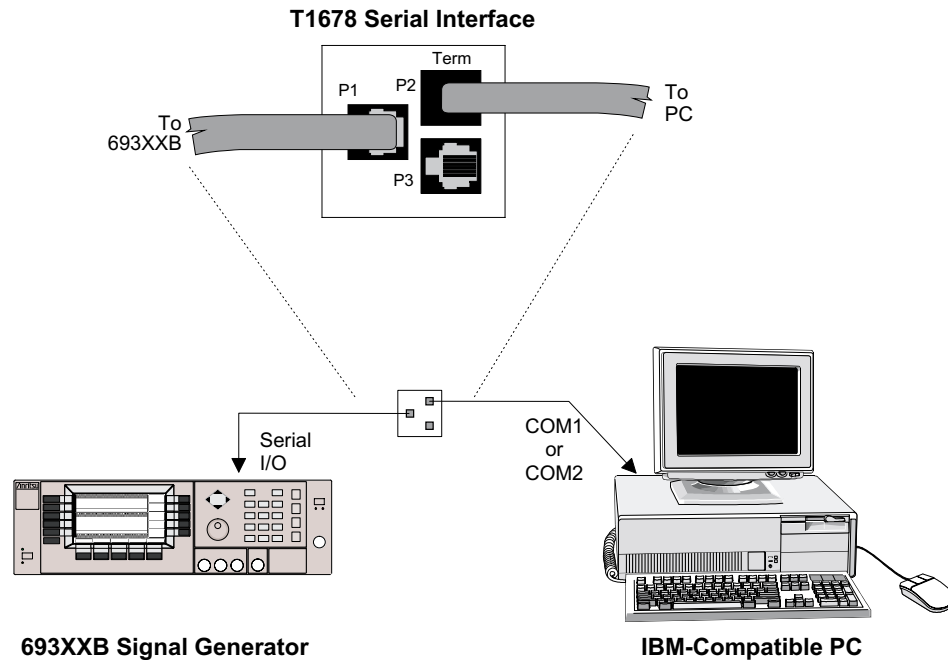 T1678 Serial Interface
Term
P1
P2
To
PC
To
693XXB
P3
Serial
I/O
COM1
or
COM2
Anritsu
693XXB Signal Generator
IBM-Compatible PC